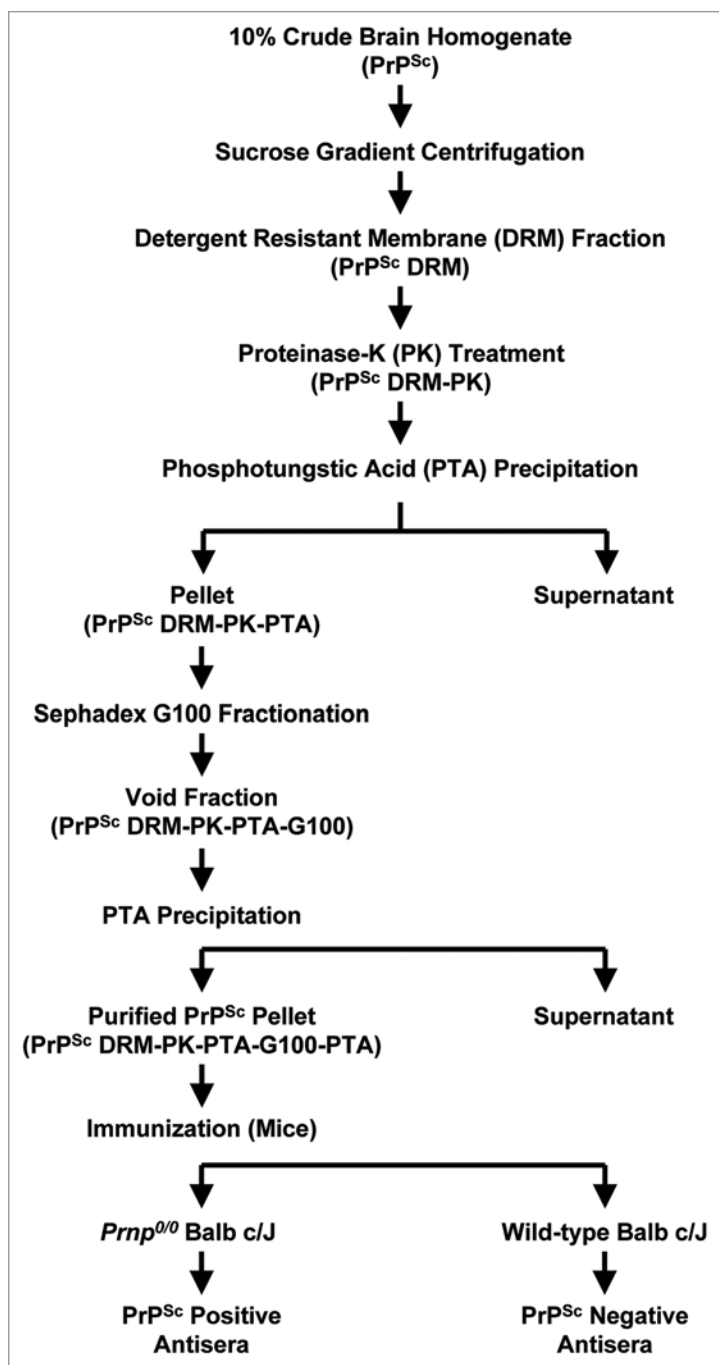 10% Crude Brain Homogenate
(PrPSc)
Sucrose Gradient Centrifugation
Detergent Resistant Membrane (DRM) Fraction
(PrPSc DRM)
Proteinase-K (PK) Treatment
(PrPSc DRM-PK)
Phosphotungstic Acid (PTA) Precipitation
Pellet
(PrPSc DRM-PK-PTA)
Supernatant
Sephadex G100 Fractionation
Void Fraction
(PrPSc DRM-PK-PTA-G100)
PTA Precipitation
Purified PrPSc Pellet
(PrPSc DRM-PK-PTA-G100-PTA)
Supernatant
Immunization (Mice)
Prnp0/0 Balb c/J
Wild-type Balb c/J
PrPSc Positive
Antisera
PrPSc Negative
Antisera